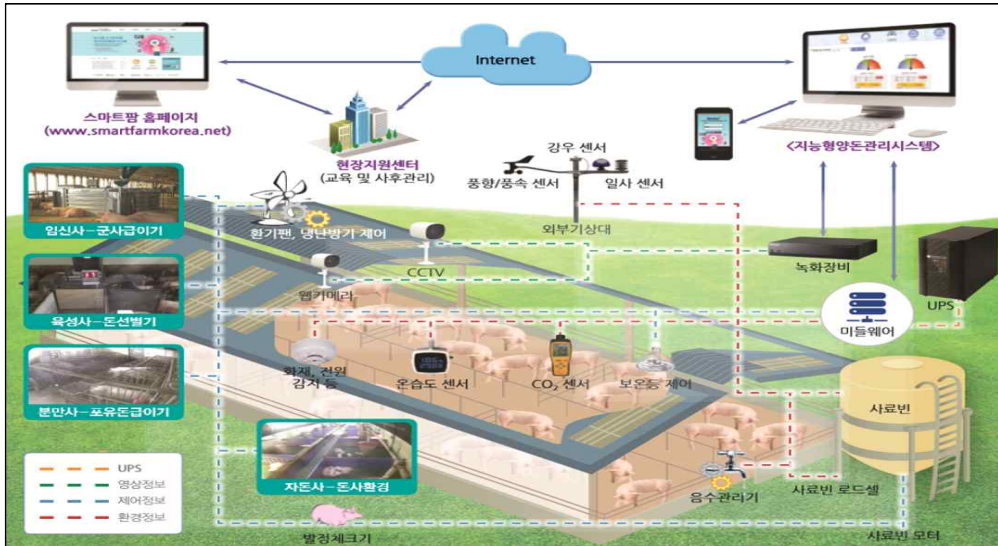 Internet
스마트팜 홈페이지
(www.smartfarmkorea.net)
현장지원센터
(교육 및 사후관리)
<지능형양돈관리시스템>
강우 센서
풍향/풍속 센서
일사 센서
외부기상대
임신사-군사급이기
환기팬, 냉난방기 제어
CCTV
웹카메라
녹화장비
UPS
미들웨어
육성사-돈선별기
화재, 전원
감지 등
온습도 센서
CO₂ 센서
보온등 제어
분만사-포유돈급이기
사료빈
자돈사-돈사환경
음수관리기
사료빈 로드셀
UPS
영상정보
제어정보
환경정보
발정체크기
사료빈 모터